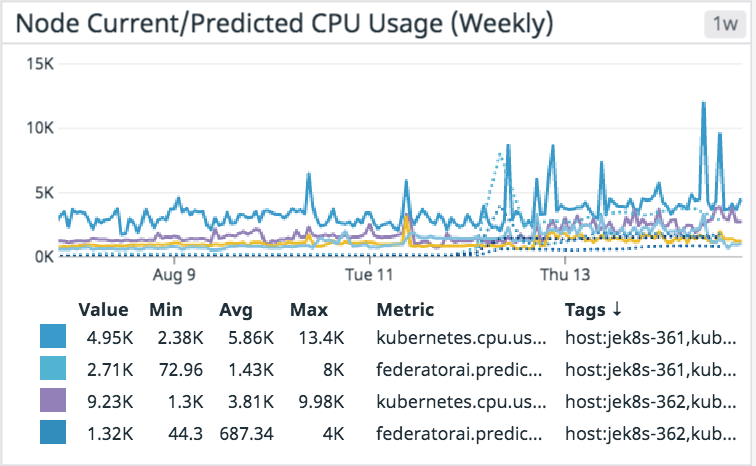 Node Current/Predicted CPU Usage (Weekly) 1w
15K
10K
5K
0K
Aug 9 Tue 11 Thu 13
Value Min Avg Max Metric Tags ↓
4.95K 2.38K 5.86K 13.4K kubernetes.cpu.us... host:jek8s-361,kub...
2.71K 72.96 1.43K 8K federatorai.predic... host:jek8s-361,kub...
9.23K 1.3K 3.81K 9.98K kubernetes.cpu.us... host:jek8s-362,kub...
1.32K 44.3 687.34 4K federatorai.predic... host:jek8s-362,kub...